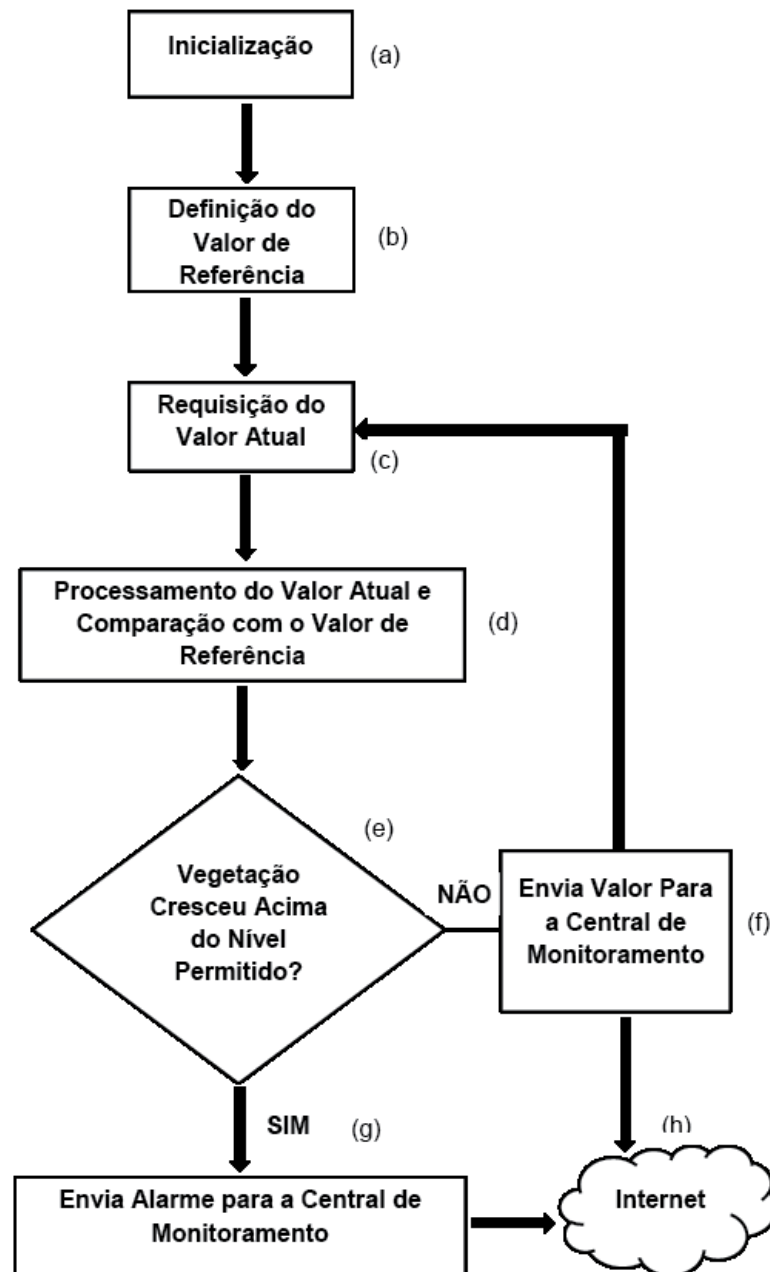 Inicialização
(a)
Definição do
Valor de
Referência
(b)
Requisição do
Valor Atual
(c)
Processamento do Valor Atual e
Comparação com o Valor de
Referência
(d)
(e)
Vegetação
Cresceu Acima
do Nível
Permitido?
NÃO
Envia Valor Para
a Central de
Monitoramento
(f)
SIM
(g)
(h)
Envia Alarme para a Central de
Monitoramento
Internet